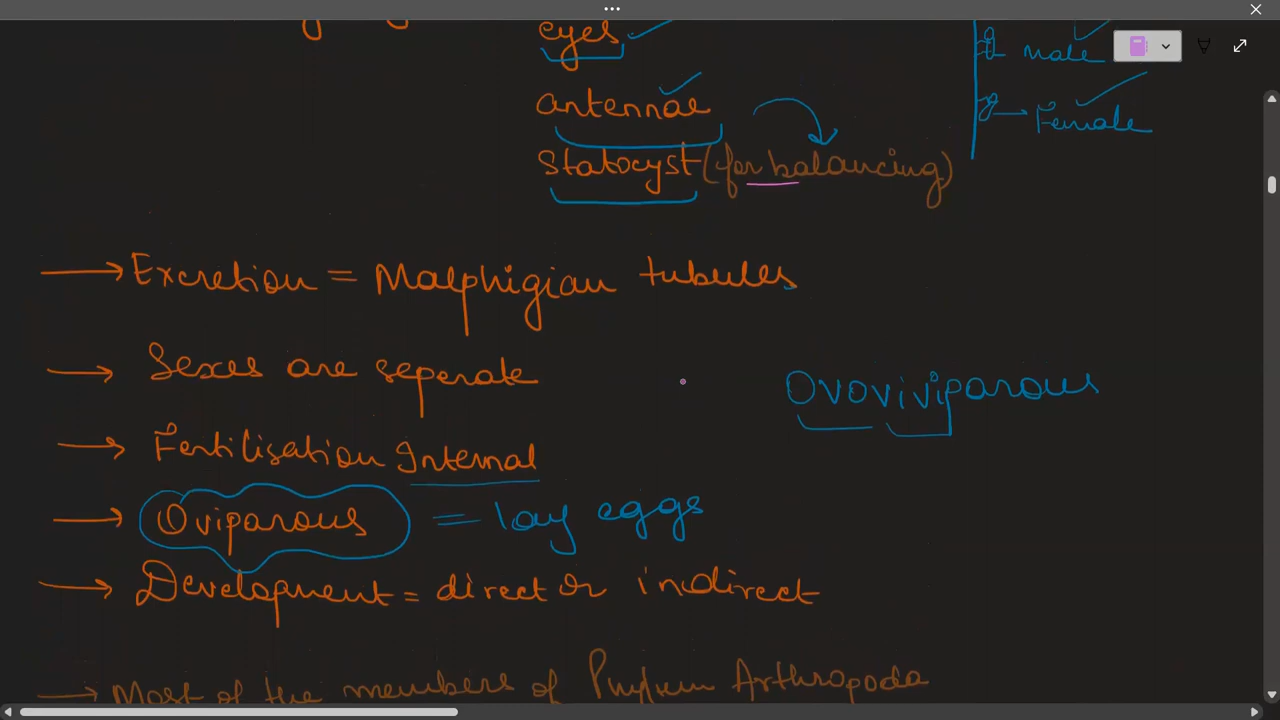 eyes
antennae
Statocyst (for balancing)
male
Female
Excretion = Malphigian tubules
Sexes are seperate
Fertilisation Internal
Oviparous = lay eggs
Ovoviviparous
Development = direct or indirect
Most of the members of Phylum Arthropoda